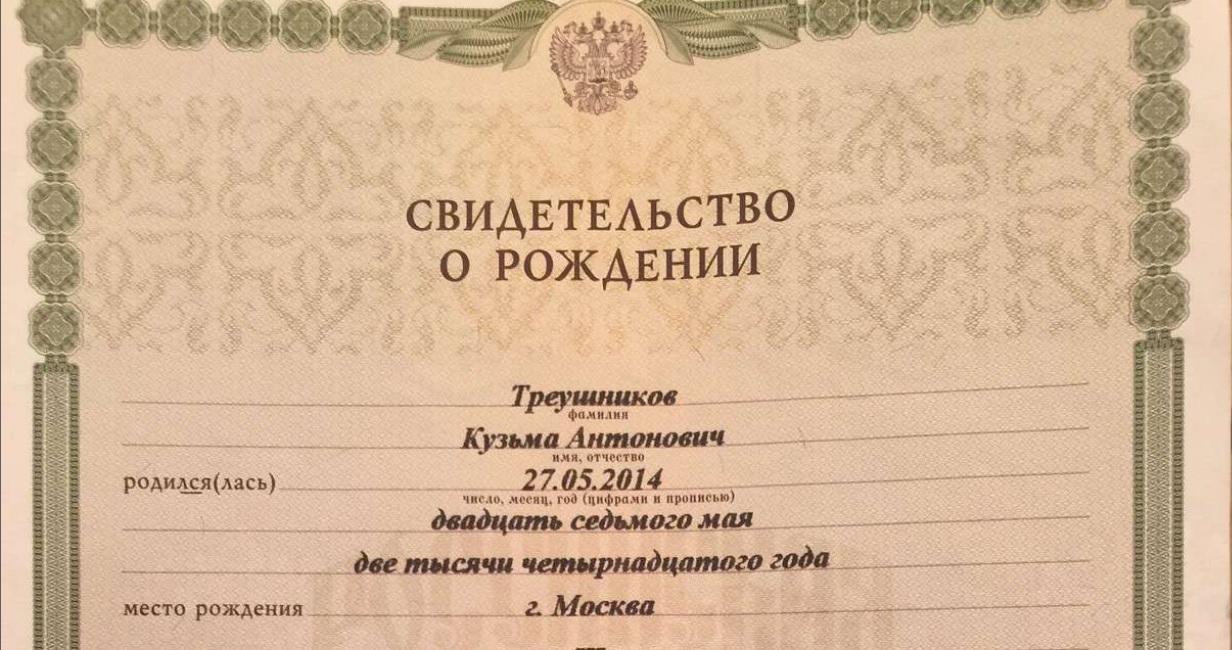 СВИДЕТЕЛЬСТВО
О РОЖДЕНИИ
Треушников
фамилия
Кузьма Антонович
имя, отчество
родился(лась) 27.05.2014
число, месяц, год (цифрами и прописью)
двадцать седьмого мая
две тысячи четырнадцатого года
место рождения г. Москва